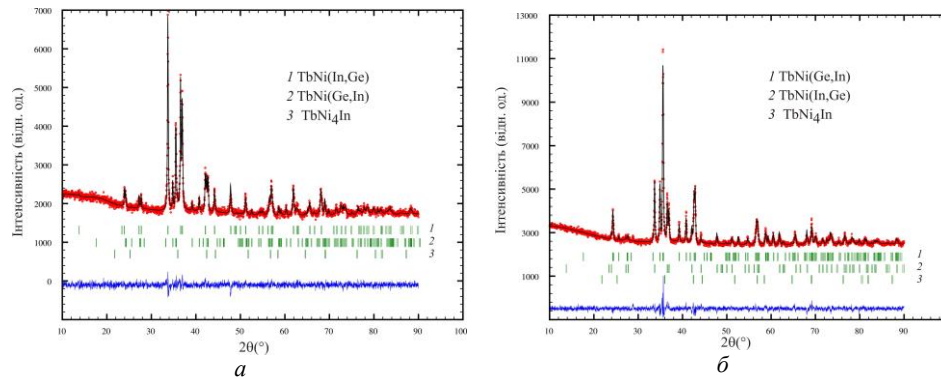 7000
6000
5000
4000
3000
2000
1000
0
Інтенсивність (відн. од.)
1 TbNi(In,Ge)
2 TbNi(Ge,In)
3 TbNi₄In
1
2
3
10 20 30 40 50 60 70 80 90 100
2θ(°)
а
13000
11000
9000
7000
5000
3000
1000
Інтенсивність (відн. од.)
1 TbNi(Ge,In)
2 TbNi(In,Ge)
3 TbNi₄In
1
2
3
10 20 30 40 50 60 70 80 90
2θ(°)
б